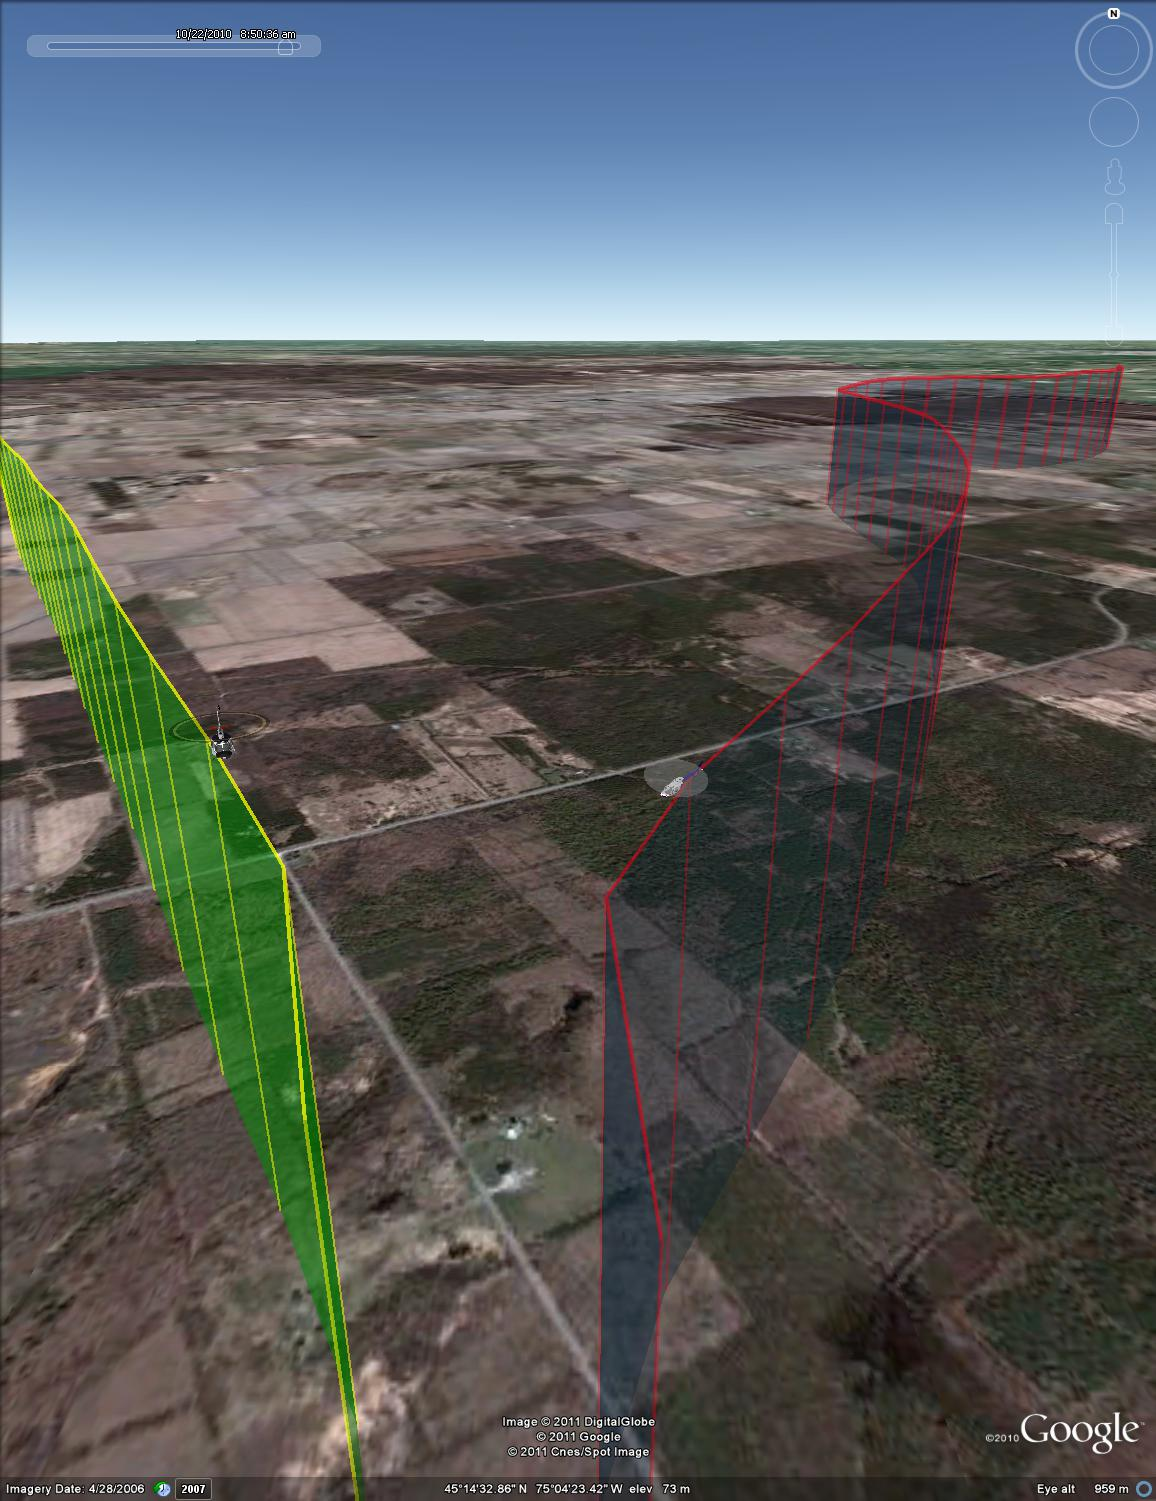 10/22/2010 8:50:36 am
N
Image © 2011 DigitalGlobe
© 2011 Google
© 2011 Cnes/Spot Image
©2010 Google™
Imagery Date: 4/28/2006 2007 45°14'32.86" N 75°04'23.42" W elev 73 m Eye alt 959 m